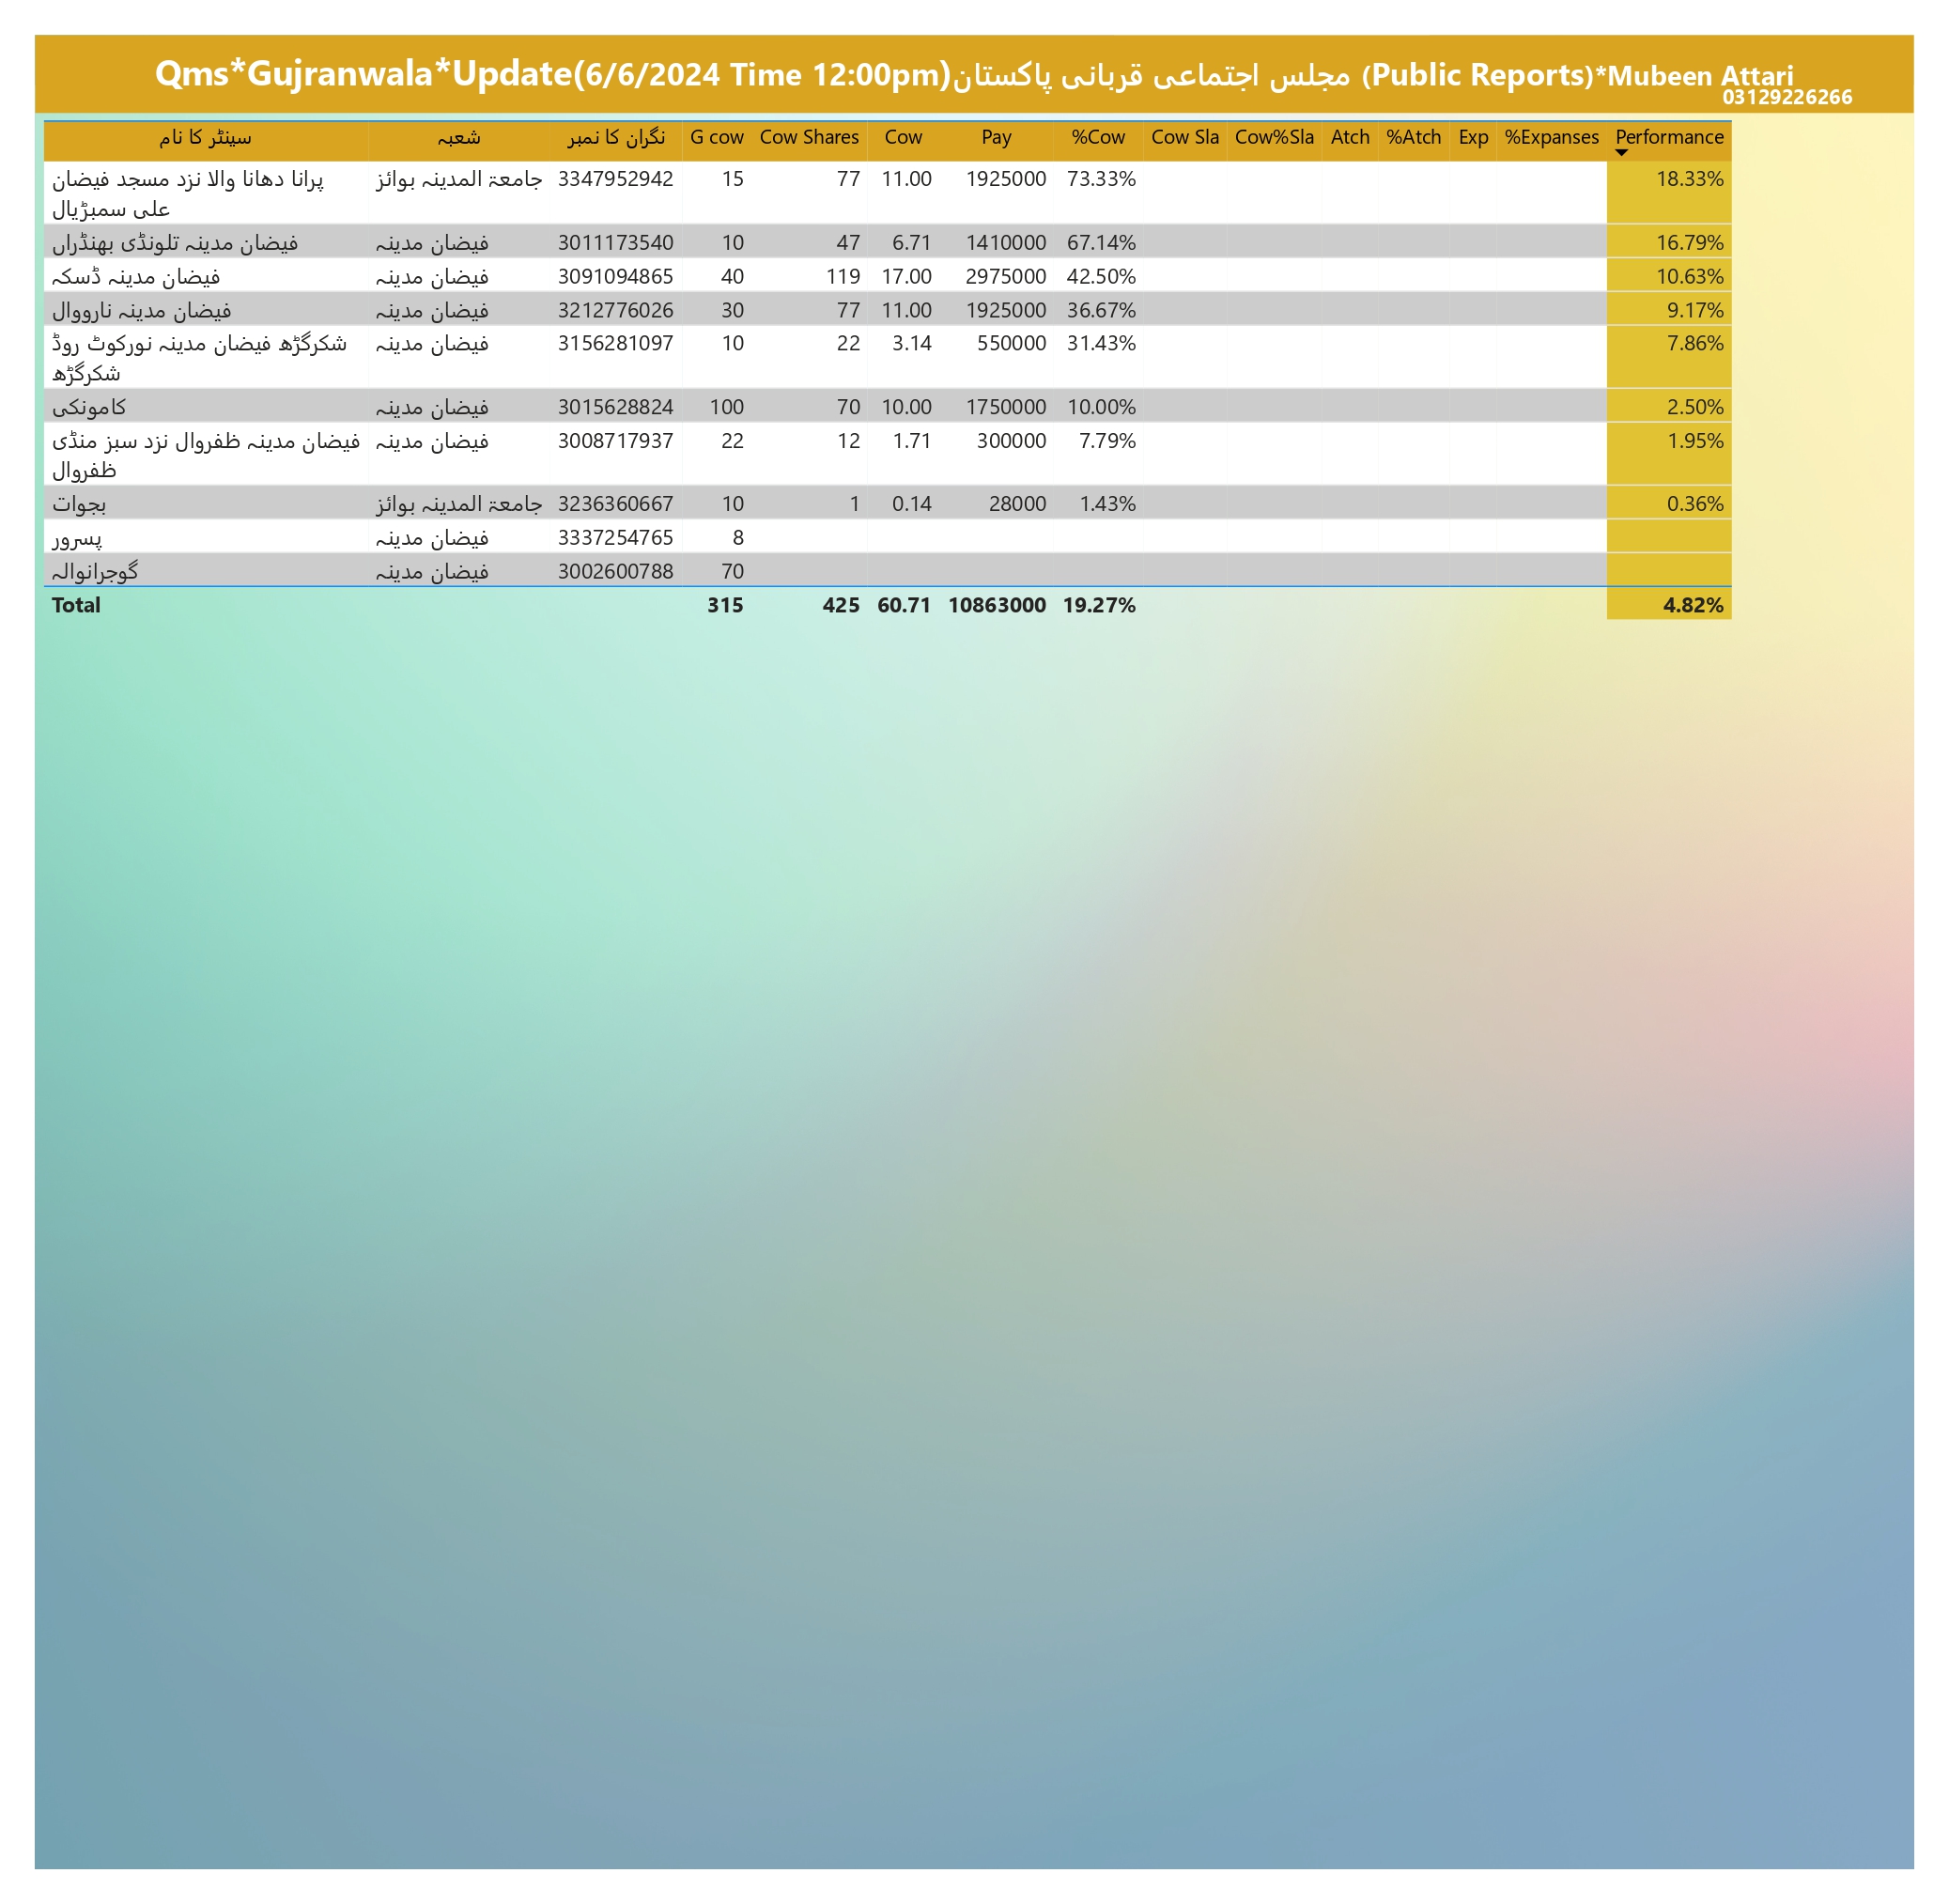 Qms*Gujranwala*Update(6/6/2024 Time 12:00pm)مجلس اجتماعی قربانی پاکستان (Public Reports)*Mubeen Attari
03129226266
سینٹر کا نام شعبہ نگران کا نمبر G cow Cow Shares Cow Pay %Cow Cow Sla Cow%Sla Atch %Atch Exp %Expanses Performance
پرانا دھانا والا نزد مسجد فیضان جامعۃ المدینہ بوائز 3347952942 15 77 11.00 1925000 73.33% 18.33%
علی سمبڑیال
فیضان مدینہ تلونڈی بھنڈراں فیضان مدینہ 3011173540 10 47 6.71 1410000 67.14% 16.79%
فیضان مدینہ ڈسکہ فیضان مدینہ 3091094865 40 119 17.00 2975000 42.50% 10.63%
فیضان مدینہ نارووال فیضان مدینہ 3212776026 30 77 11.00 1925000 36.67% 9.17%
شکرگڑھ فیضان مدینہ نورکوٹ روڈ فیضان مدینہ 3156281097 10 22 3.14 550000 31.43% 7.86%
شکرگڑھ
کامونکی فیضان مدینہ 3015628824 100 70 10.00 1750000 10.00% 2.50%
فیضان مدینہ ظفروال نزد سبز منڈی فیضان مدینہ 3008717937 22 12 1.71 300000 7.79% 1.95%
ظفروال
بجوات جامعۃ المدینہ بوائز 3236360667 10 1 0.14 28000 1.43% 0.36%
پسرور فیضان مدینہ 3337254765 8
گوجرانوالہ فیضان مدینہ 3002600788 70
Total 315 425 60.71 10863000 19.27% 4.82%